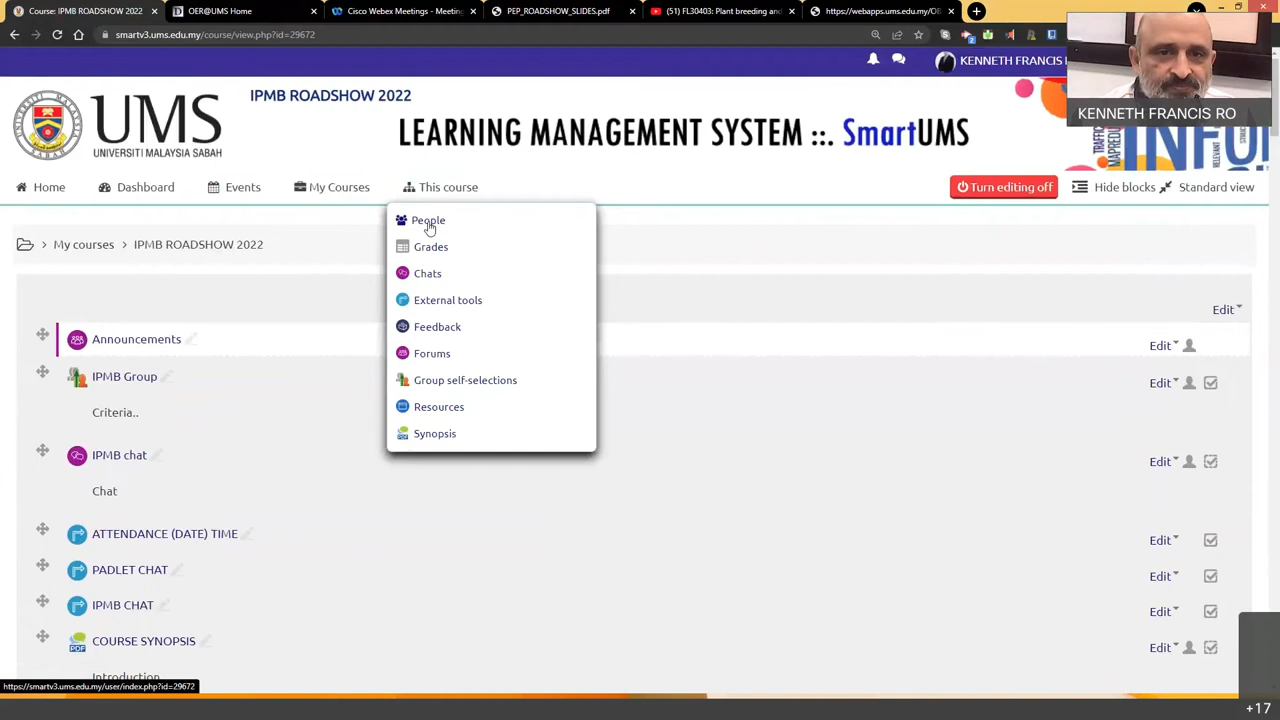 Course: IPMB ROADSHOW 2022
OER@UMS Home
Cisco Webex Meetings - Meeting
PEP_ROADSHOW_SLIDES.pdf
(51) FL30403: Plant breeding and
https://webapps.ums.edu.my/OE
smartv3.ums.edu.my/course/view.php?id=29672
KENNETH FRANCIS
UMS
UNIVERSITI MALAYSIA SABAH
IPMB ROADSHOW 2022
LEARNING MANAGEMENT SYSTEM ::. SmartUMS
KENNETH FRANCIS RO
Home
Dashboard
Events
My Courses
This course
Turn editing off
Hide blocks
Standard view
My courses
IPMB ROADSHOW 2022
People
Grades
Chats
External tools
Feedback
Forums
Group self-selections
Resources
Synopsis
Edit
Announcements
Edit
IPMB Group
Edit
Criteria..
IPMB chat
Edit
Chat
ATTENDANCE (DATE) TIME
Edit
PADLET CHAT
Edit
IPMB CHAT
Edit
COURSE SYNOPSIS
Edit
Introduction
https://smartv3.ums.edu.my/user/index.php?id=29672
+17